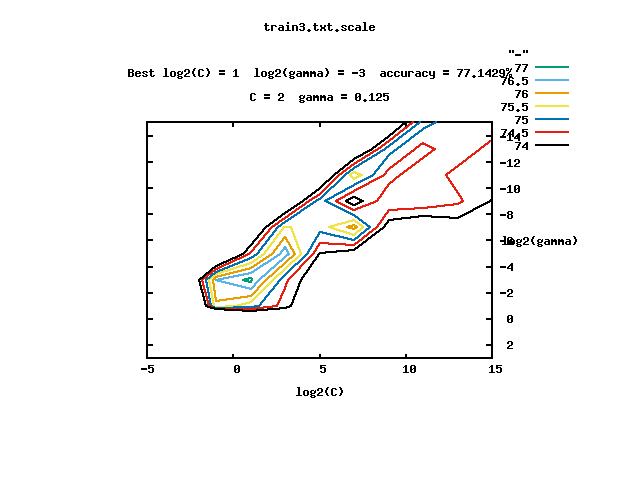 train3.txt.scale
"-"
Best log2(C) = 1  log2(gamma) = -3  accuracy = 77.1429%
C = 2  gamma = 0.125
77
76.5
76
75.5
75
74.5
74
-14
-12
-10
-8
-6
log2(gamma)
-4
-2
0
2
-5 0 5 10 15
log2(C)